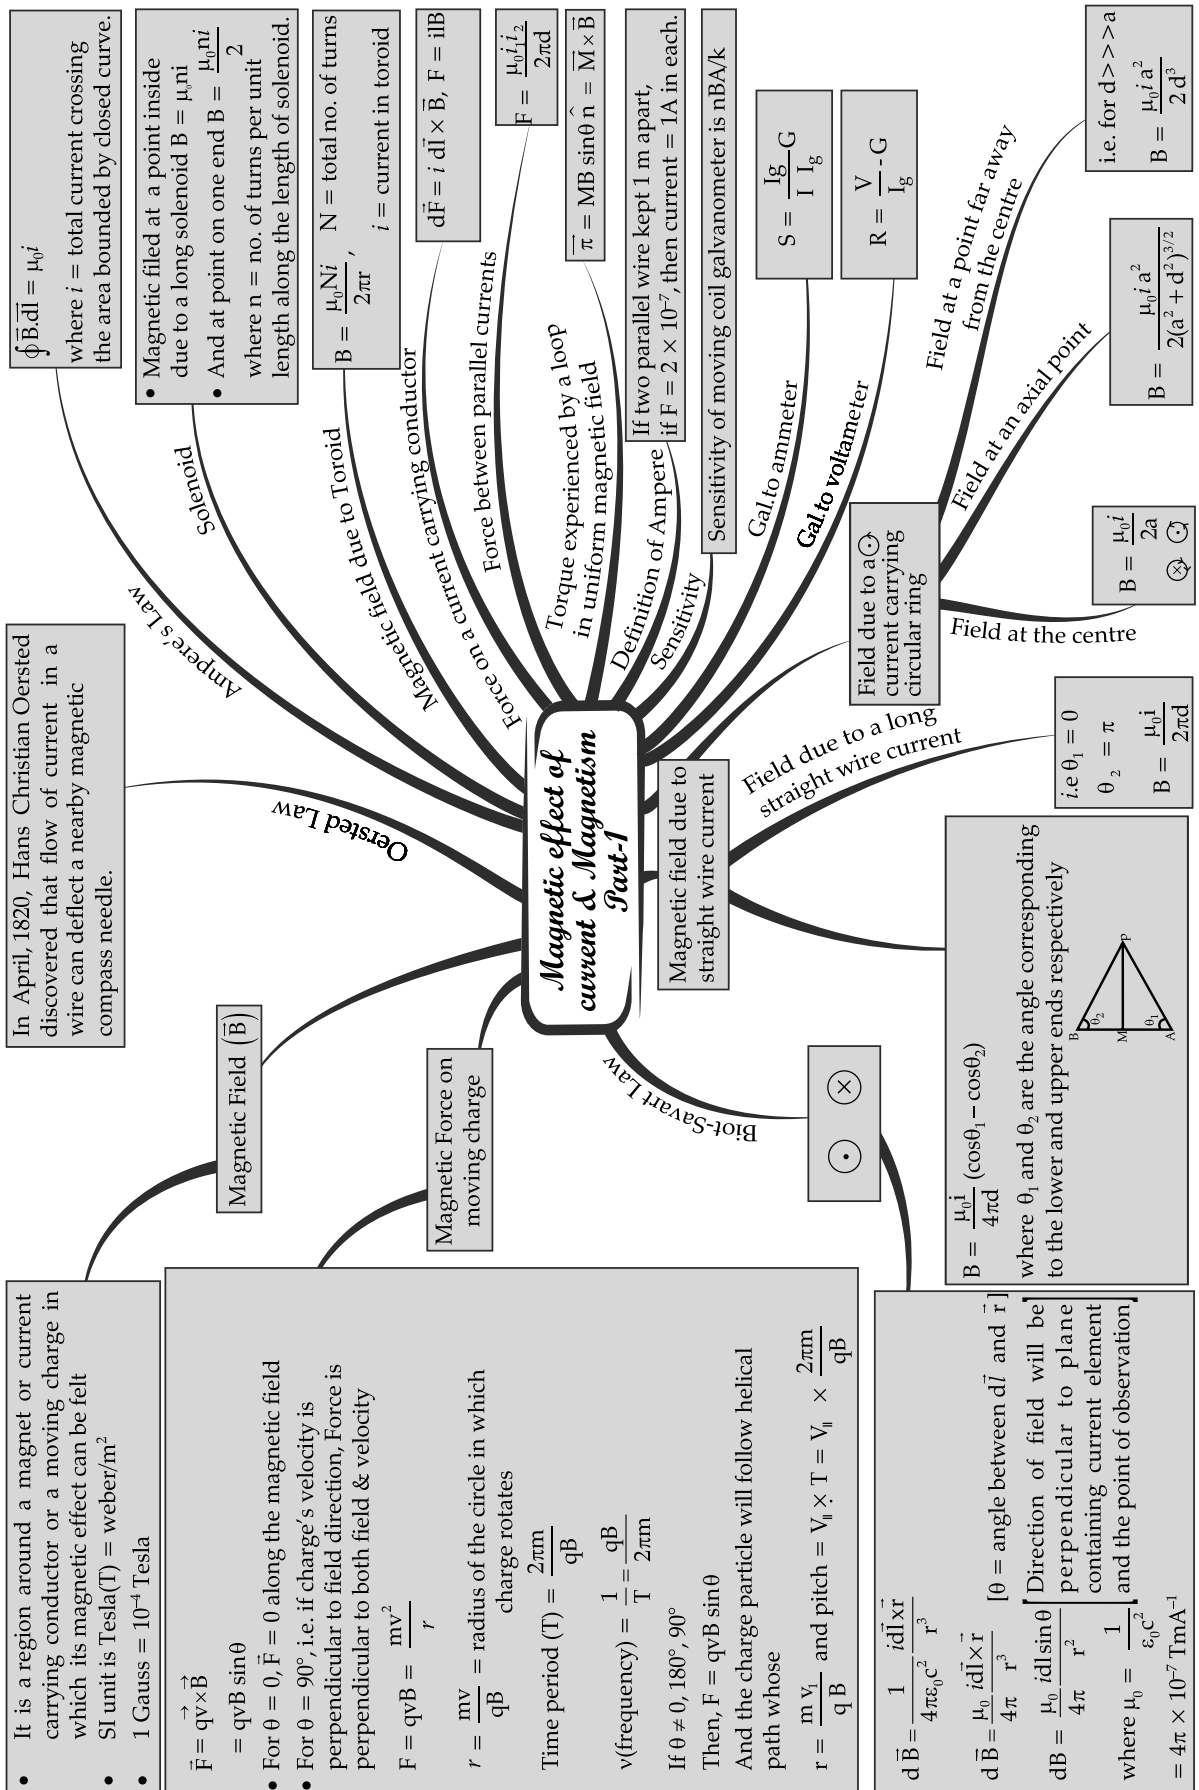 Magnetic effect of
current & Magnetism
Part-1
It is a region around a magnet or current
carrying conductor or a moving charge in
which its magnetic effect can be felt
SI unit is Tesla(T) = weber/m²
1 Gauss = 10⁻⁴ Tesla
Magnetic Field (B⃗)
In April, 1820, Hans Christian Oersted
discovered that flow of current in a
wire can deflect a nearby magnetic
compass needle.
Oersted Law
Ampere's Law
∮B⃗.dl⃗ = μ₀i
where i = total current crossing
the area bounded by closed curve.
Solenoid
• Magnetic filed at a point inside
due to a long solenoid B = μ₀ni
• And at point on one end B = μ₀ni/2
where n = no. of turns per unit
length along the length of solenoid.
Magnetic field due to Toroid
B = μ₀Ni/2πr , N = total no. of turns
i = current in toroid
Force on a current carrying conductor
dF⃗ = i dl⃗ × B⃗, F = ilB
Force between parallel currents
F = μ₀i₁i₂/2πd
Torque experienced by a loop
in uniform magnetic field
π⃗ = MB sinθ n̂ = M⃗ × B⃗
Definition of Ampere
If two parallel wire kept 1 m apart,
if F = 2 × 10⁻⁷, then current = 1A in each.
Sensitivity
Sensitivity of moving coil galvanometer is nBA/k
Gal.to ammeter
S = Ig/I Ig G
Gal.to voltameter
R = V/Ig - G
Field due to a ⊙
current carrying
circular ring
Field at a point far away
from the centre
i.e. for d>>>a
B = μ₀i a²/2 d³
Field at an axial point
B = μ₀i a²/2(a² + d²)^3/2
Field at the centre
B = μ₀i/2a
⊗ ⊙
Magnetic field due to
straight wire current
Field due to a long
straight wire current
i.e θ₁ = 0
θ₂ = π
B = μ₀i/2πd
B = μ₀i/4πd (cosθ₁ – cosθ₂)
where θ₁ and θ₂ are the angle corresponding
to the lower and upper ends respectively
B
θ₂
M
P
θ₁
A
Biot-Savart Law
⊙ ⊗
dB⃗ = 1/4πε₀c² idl⃗×r⃗/r³
dB⃗ = μ₀/4π idl⃗×r⃗/r³ [θ = angle between dl⃗ and r⃗]
dB = μ₀/4π idl sinθ/r²
[Direction of field will be
perpendicular to plane
containing current element
and the point of observation]
where μ₀ = 1/ε₀c²
= 4π × 10⁻⁷ TmA⁻¹
Magnetic Force on
moving charge
F⃗ = qv⃗×B⃗
= qvB sinθ
• For θ = 0, F⃗ = 0 along the magnetic field
• For θ = 90°, i.e. if charge's velocity is
perpendicular to field direction, Force is
perpendicular to both field & velocity
F = qvB = mv²/r
r = mv/qB = radius of the circle in which
charge rotates
Time period (T) = 2πm/qB
ν(frequency) = 1/T = qB/2πm
If θ ≠ 0, 180°, 90°
Then, F = qvB sinθ
And the charge particle will follow helical
path whose
r = m v₁/q B and pitch = V∥ × T = V∥ × 2πm/qB